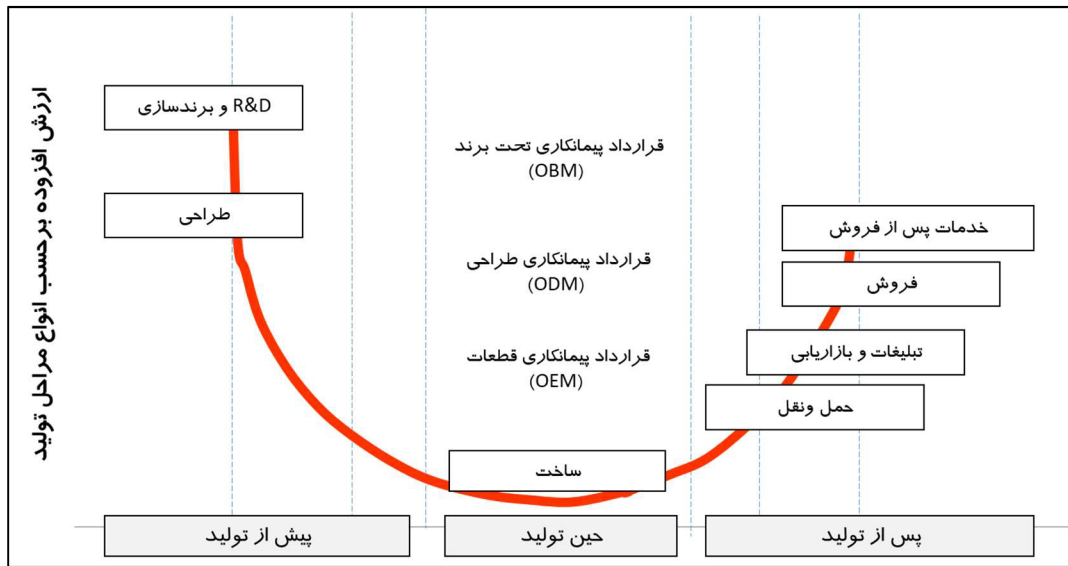 ارزش افزوده برحسب انواع مراحل تولید
R&D و برندسازی
طراحی
قرارداد پیمانکاری تحت برند
(OBM)
قرارداد پیمانکاری طراحی
(ODM)
قرارداد پیمانکاری قطعات
(OEM)
ساخت
خدمات پس از فروش
فروش
تبلیغات و بازاریابی
حمل ونقل
پیش از تولید
حین تولید
پس از تولید